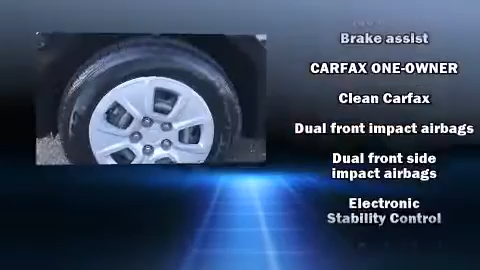 Brake assist
CARFAX ONE-OWNER
Clean Carfax
Dual front impact airbags
Dual front side
impact airbags
Electronic
Stability Control